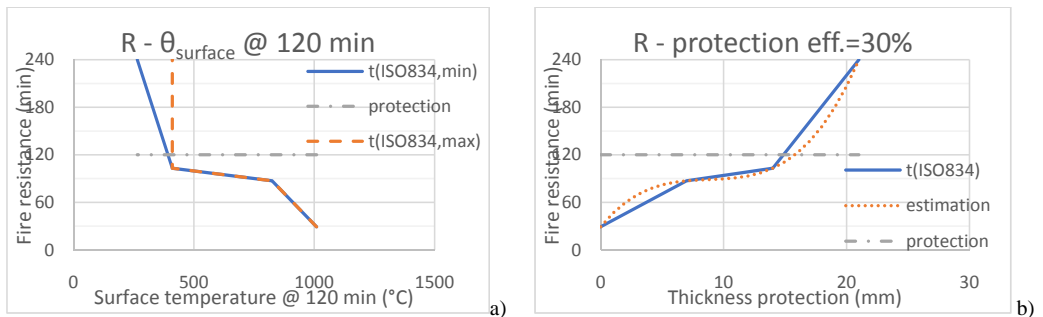 R - θsurface @ 120 min
Fire resistance (min)
240
180
120
60
0
t(ISO834,min)
protection
t(ISO834,max)
0
500
1000
1500
Surface temperature @ 120 min (°C)
a)
R - protection eff.=30%
Fire resistance (min)
240
180
120
60
0
t(ISO834)
estimation
protection
0
10
20
30
Thickness protection (mm)
b)